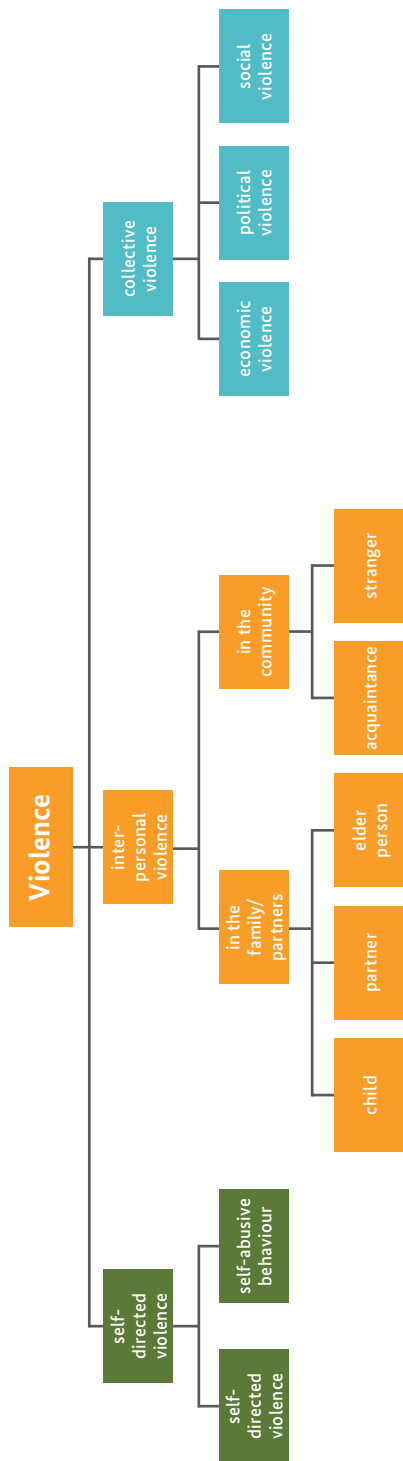 Violence
self-
directed
violence
inter-
personal violence
collective
violence
self-
directed
violence
self-abusive
behaviour
in the
family/
partners
in the
community
economic
violence
political
violence
social
violence
child
partner
elder
person
acquaintance
stranger